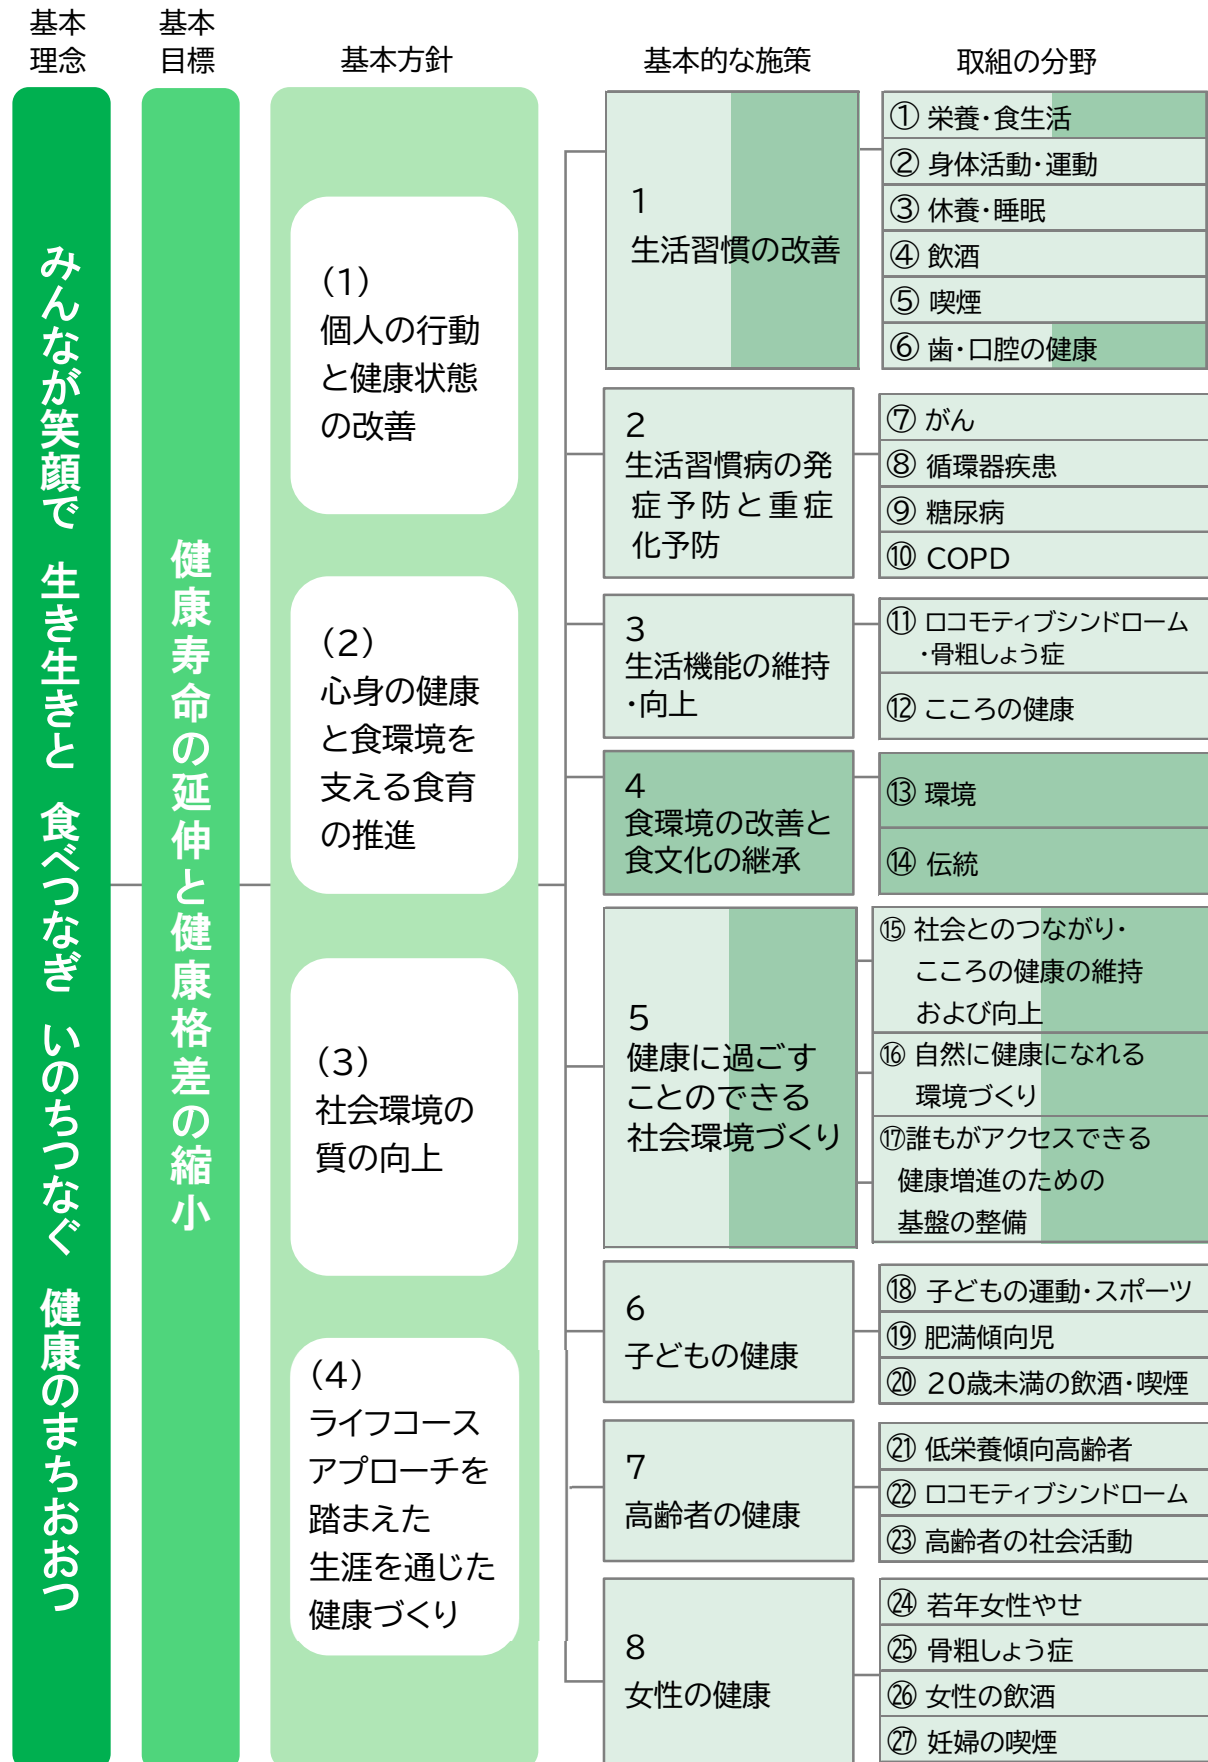 基本
理念
基本
目標
基本方針
基本的な施策
取組の分野
みんなが笑顔で 生き生きと 食べつなぎ いのちつなぐ 健康のまちおおつ
健康寿命の延伸と健康格差の縮小
(1)
個人の行動
と健康状態
の改善
(2)
心身の健康
と食環境を
支える食育
の推進
(3)
社会環境の
質の向上
(4)
ライフコース
アプローチを
踏まえた
生涯を通じた
健康づくり
1
生活習慣の改善
① 栄養・食生活
② 身体活動・運動
③ 休養・睡眠
④ 飲酒
⑤ 喫煙
⑥ 歯・口腔の健康
2
生活習慣病の発
症予防と重症
化予防
⑦ がん
⑧ 循環器疾患
⑨ 糖尿病
⑩ COPD
3
生活機能の維持
・向上
⑪ ロコモティブシンドローム
・骨粗しょう症
⑫ こころの健康
4
食環境の改善と
食文化の継承
⑬ 環境
⑭ 伝統
5
健康に過ごす
ことのできる
社会環境づくり
⑮ 社会とのつながり・
こころの健康の維持
および向上
⑯ 自然に健康になれる
環境づくり
⑰誰もがアクセスできる
健康増進のための
基盤の整備
6
子どもの健康
⑱ 子どもの運動・スポーツ
⑲ 肥満傾向児
⑳ 20歳未満の飲酒・喫煙
7
高齢者の健康
㉑ 低栄養傾向高齢者
㉒ ロコモティブシンドローム
㉓ 高齢者の社会活動
8
女性の健康
㉔ 若年女性やせ
㉕ 骨粗しょう症
㉖ 女性の飲酒
㉗ 妊婦の喫煙